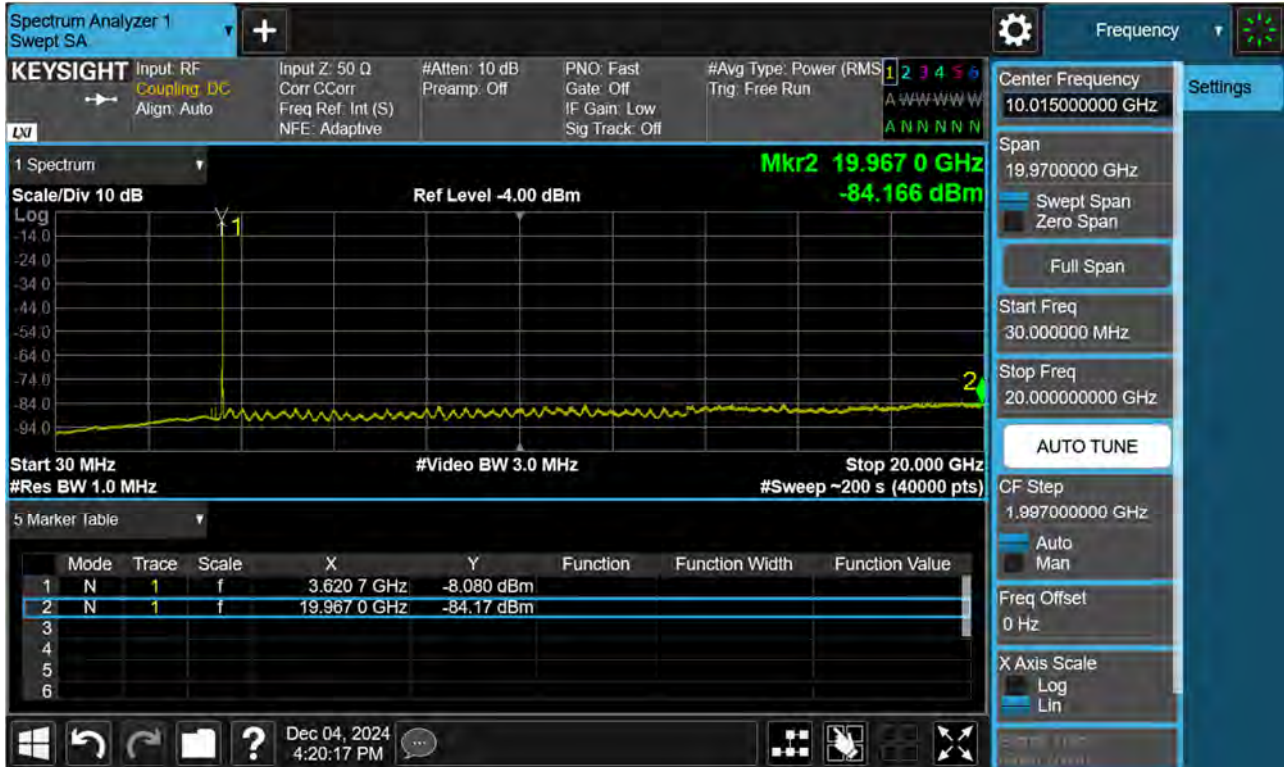 Spectrum Analyzer 1
Swept SA
Frequency
KEYSIGHT
LXI
Input: RF
Coupling: DC
Align: Auto
Input Z: 50 Ω
Corr CCorr
Freq Ref: Int (S)
NFE: Adaptive
#Atten: 10 dB
Preamp: Off
PNO: Fast
Gate: Off
IF Gain: Low
Sig Track: Off
#Avg Type: Power (RMS
Trig: Free Run
1 2 3 4 5 6
A W W W W W
A N N N N N
1 Spectrum
Mkr2 19.967 0 GHz
-84.166 dBm
Scale/Div 10 dB
Ref Level -4.00 dBm
Log
1
-14.0
-24.0
-34.0
-44.0
-54.0
-64.0
-74.0
2
-84.0
-94.0
Start 30 MHz
#Video BW 3.0 MHz
Stop 20.000 GHz
#Res BW 1.0 MHz
#Sweep ~200 s (40000 pts)
5 Marker Table
Mode Trace Scale X Y Function Function Width Function Value
1 N 1 f 3.620 7 GHz -8.080 dBm
2 N 1 f 19.967 0 GHz -84.17 dBm
3
4
5
6
?
Dec 04, 2024
4:20:17 PM
Center Frequency
10.015000000 GHz
Settings
Span
19.9700000 GHz
Swept Span
Zero Span
Full Span
Start Freq
30.000000 MHz
Stop Freq
20.000000000 GHz
AUTO TUNE
CF Step
1.997000000 GHz
Auto
Man
Freq Offset
0 Hz
X Axis Scale
Log
Lin